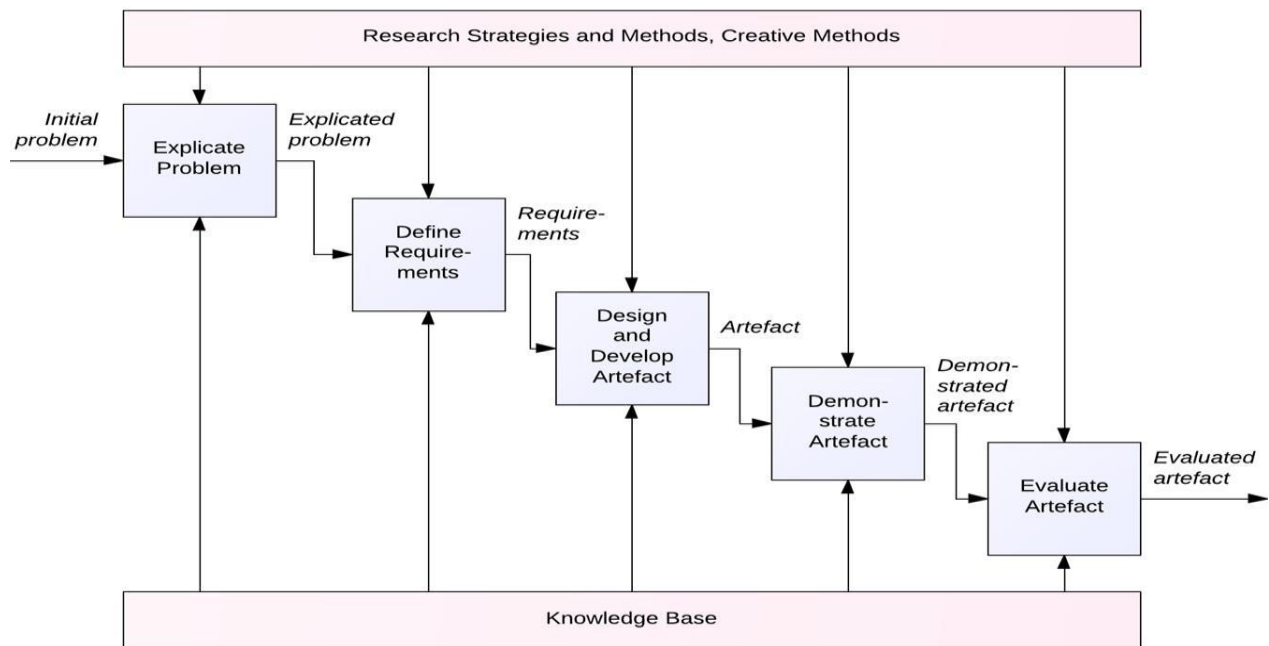 Research Strategies and Methods, Creative Methods
Initial
problem
Explicate
Problem
Explicated
problem
Define
Require-
ments
Require-
ments
Design
and
Develop
Artefact
Artefact
Demon-
strate
Artefact
Demon-
strated
artefact
Evaluate
Artefact
Evaluated
artefact
Knowledge Base